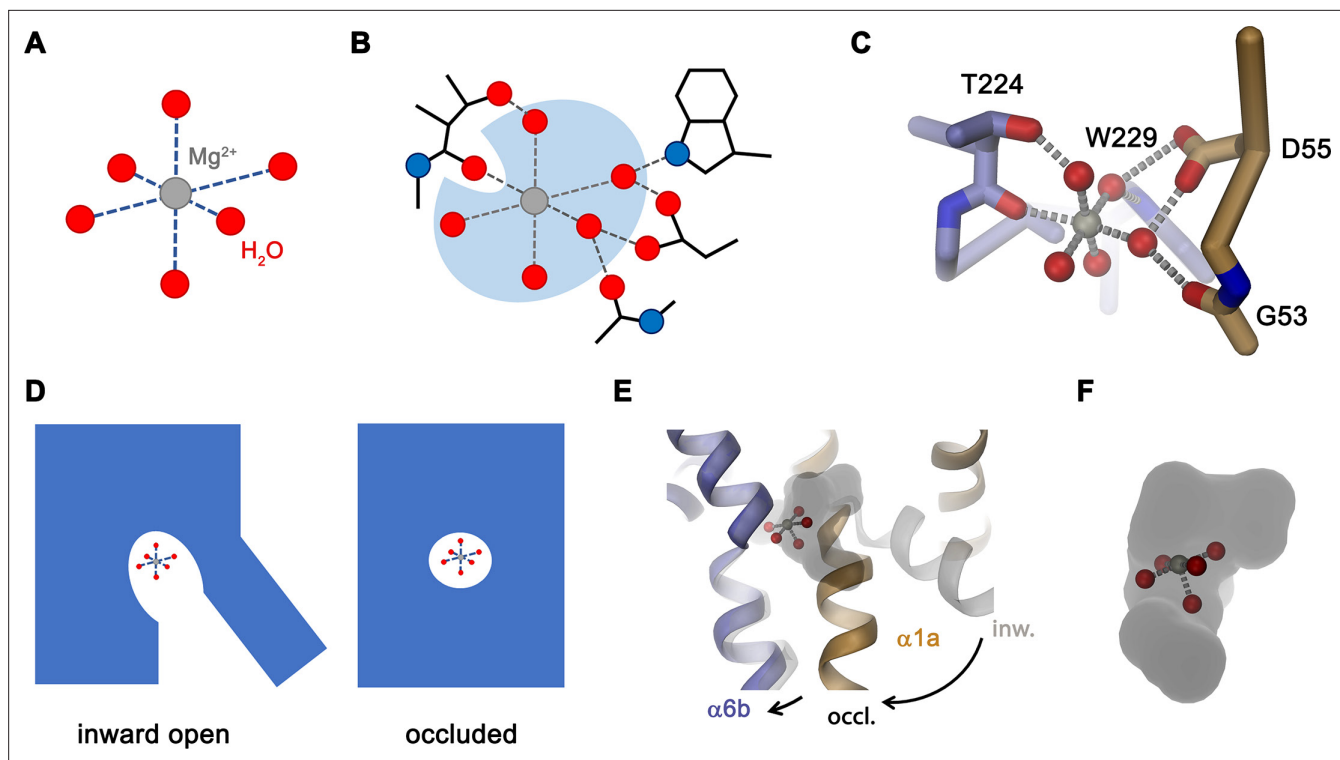 A
Mg²⁺
H₂O
B
C
T224
W229
D55
G53
D
inward open
occluded
E
α1a
inw.
α6b
occl.
F